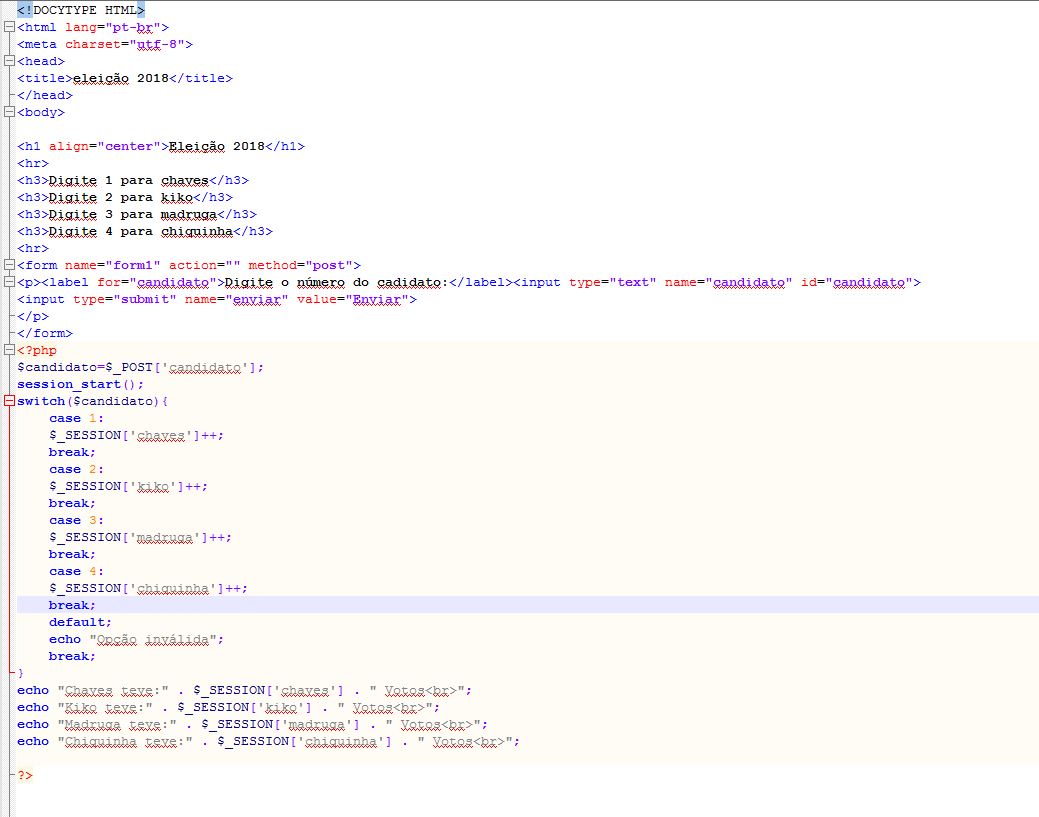 <!DOCYTYPE HTML>
<html lang="pt-br">
<meta charset="utf-8">
<head>
<title>eleição 2018</title>
</head>
<body>
<h1 align="center">Eleição 2018</h1>
<hr>
<h3>Digite 1 para chaves</h3>
<h3>Digite 2 para kiko</h3>
<h3>Digite 3 para madruga</h3>
<h3>Digite 4 para chiquinha</h3>
<hr>
<form name="form1" action="" method="post">
<p><label for="candidato">Digite o número do cadidato:</label><input type="text" name="candidato" id="candidato">
<input type="submit" name="enviar" value="Enviar">
</p>
</form>
<?php
$candidato=$_POST['candidato'];
session_start();
switch($candidato){
case 1:
$_SESSION['chaves']++;
break;
case 2:
$_SESSION['kiko']++;
break;
case 3:
$_SESSION['madruga']++;
break;
case 4:
$_SESSION['chiquinha']++;
break;
default;
echo "Opção inválida";
break;
}
echo "Chaves teve:" . $_SESSION['chaves'] . " Votos<br>";
echo "Kiko teve:" . $_SESSION['kiko'] . " Votos<br>";
echo "Madruga teve:" . $_SESSION['madruga'] . " Votos<br>";
echo "Chiquinha teve:" . $_SESSION['chiquinha'] . " Votos<br>";
?>